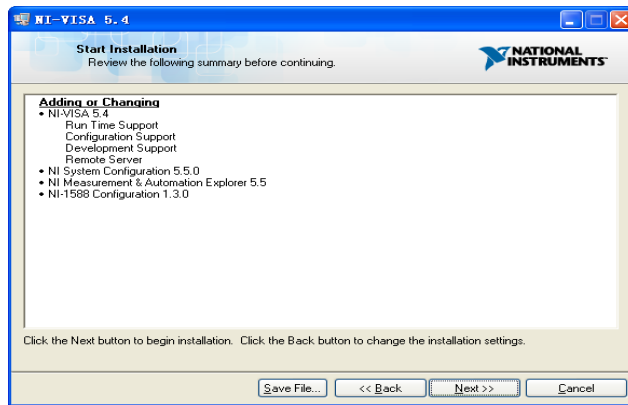 NI-VISA 5.4
Start Installation
Review the following summary before continuing.
NATIONAL
INSTRUMENTS™
Adding or Changing
• NI-VISA 5.4
Run Time Support
Configuration Support
Development Support
Remote Server
• NI System Configuration 5.5.0
• NI Measurement & Automation Explorer 5.5
• NI-1588 Configuration 1.3.0
Click the Next button to begin installation. Click the Back button to change the installation settings.
Save File... << Back Next >> Cancel